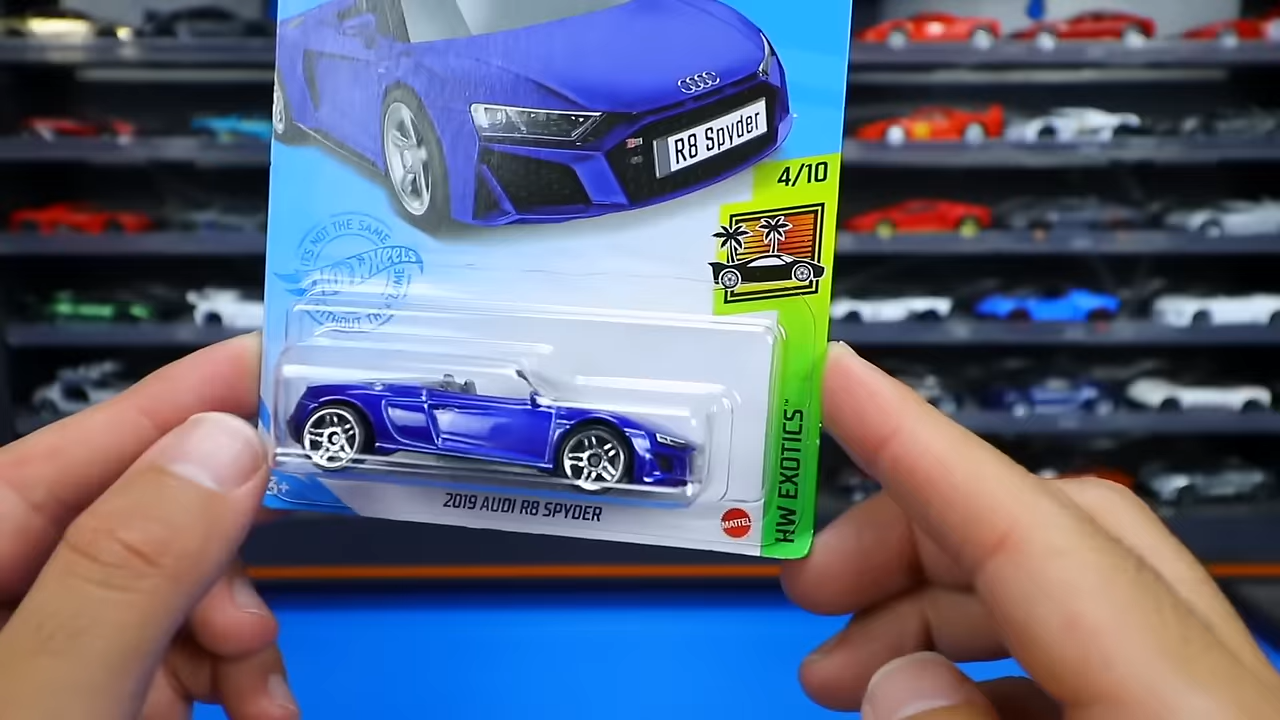 R8 Spyder
4/10
IT'S NOT THE SAME
HOT WHEELS
WITHOUT THE FLAME
HW EXOTICS™
3+
2019 AUDI R8 SPYDER
MATTEL